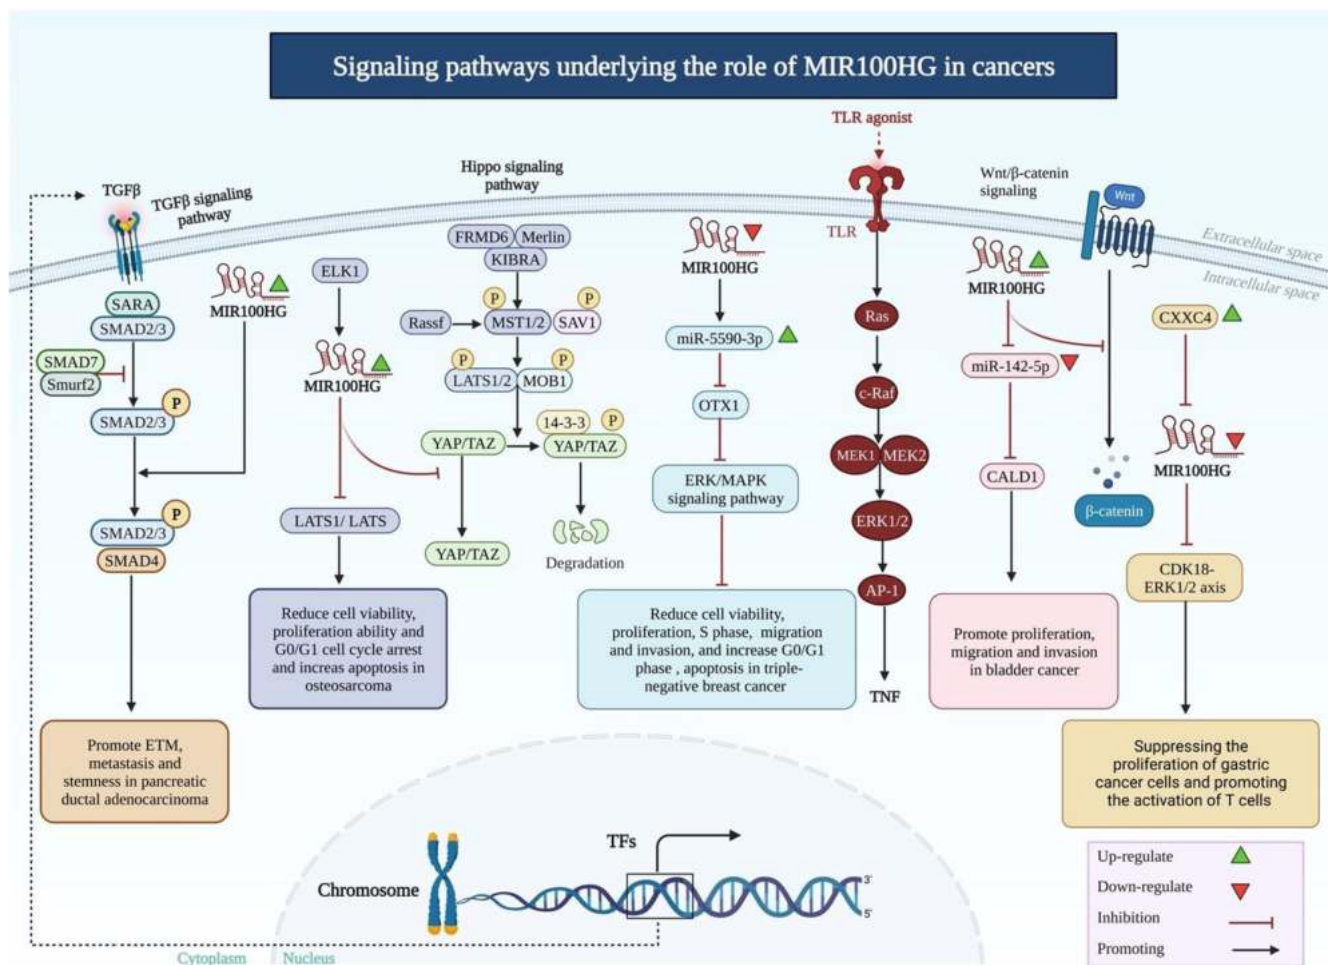 Signaling pathways underlying the role of MIR100HG in cancers
TGFβ
TGFβ signaling
pathway
SARA
SMAD2/3
SMAD7
Smurf2
P
SMAD2/3
P
SMAD2/3
SMAD4
MIR100HG
Promote ETM,
metastasis and
stemness in pancreatic
ductal adenocarcinoma
ELK1
MIR100HG
LATS1/ LATS
Reduce cell viability,
proliferation ability and
G0/G1 cell cycle arrest
and increas apoptosis in
osteosarcoma
Hippo signaling
pathway
FRMD6
Merlin
KIBRA
P
P
Rassf
MST1/2
SAV1
P
P
LATS1/2
MOB1
14-3-3
P
YAP/TAZ
YAP/TAZ
YAP/TAZ
Degradation
MIR100HG
miR-5590-3p
OTX1
ERK/MAPK
signaling pathway
Reduce cell viability,
proliferation, S phase, migration
and invasion, and increase G0/G1
phase , apoptosis in triple-
negative breast cancer
TLR agonist
TLR
Ras
c-Raf
MEK1
MEK2
ERK1/2
AP-1
TNF
Wnt/β-catenin
signaling
Wnt
MIR100HG
miR-142-5p
CALD1
Promote proliferation,
migration and invasion
in bladder cancer
β-catenin
Extracellular space
Intracellular space
CXXC4
MIR100HG
CDK18-
ERK1/2 axis
Suppressing the
proliferation of gastric
cancer cells and promoting
the activation of T cells
TFs
Chromosome
3'
5'
Cytoplasm
Nucleus
Up-regulate
Down-regulate
Inhibition
Promoting